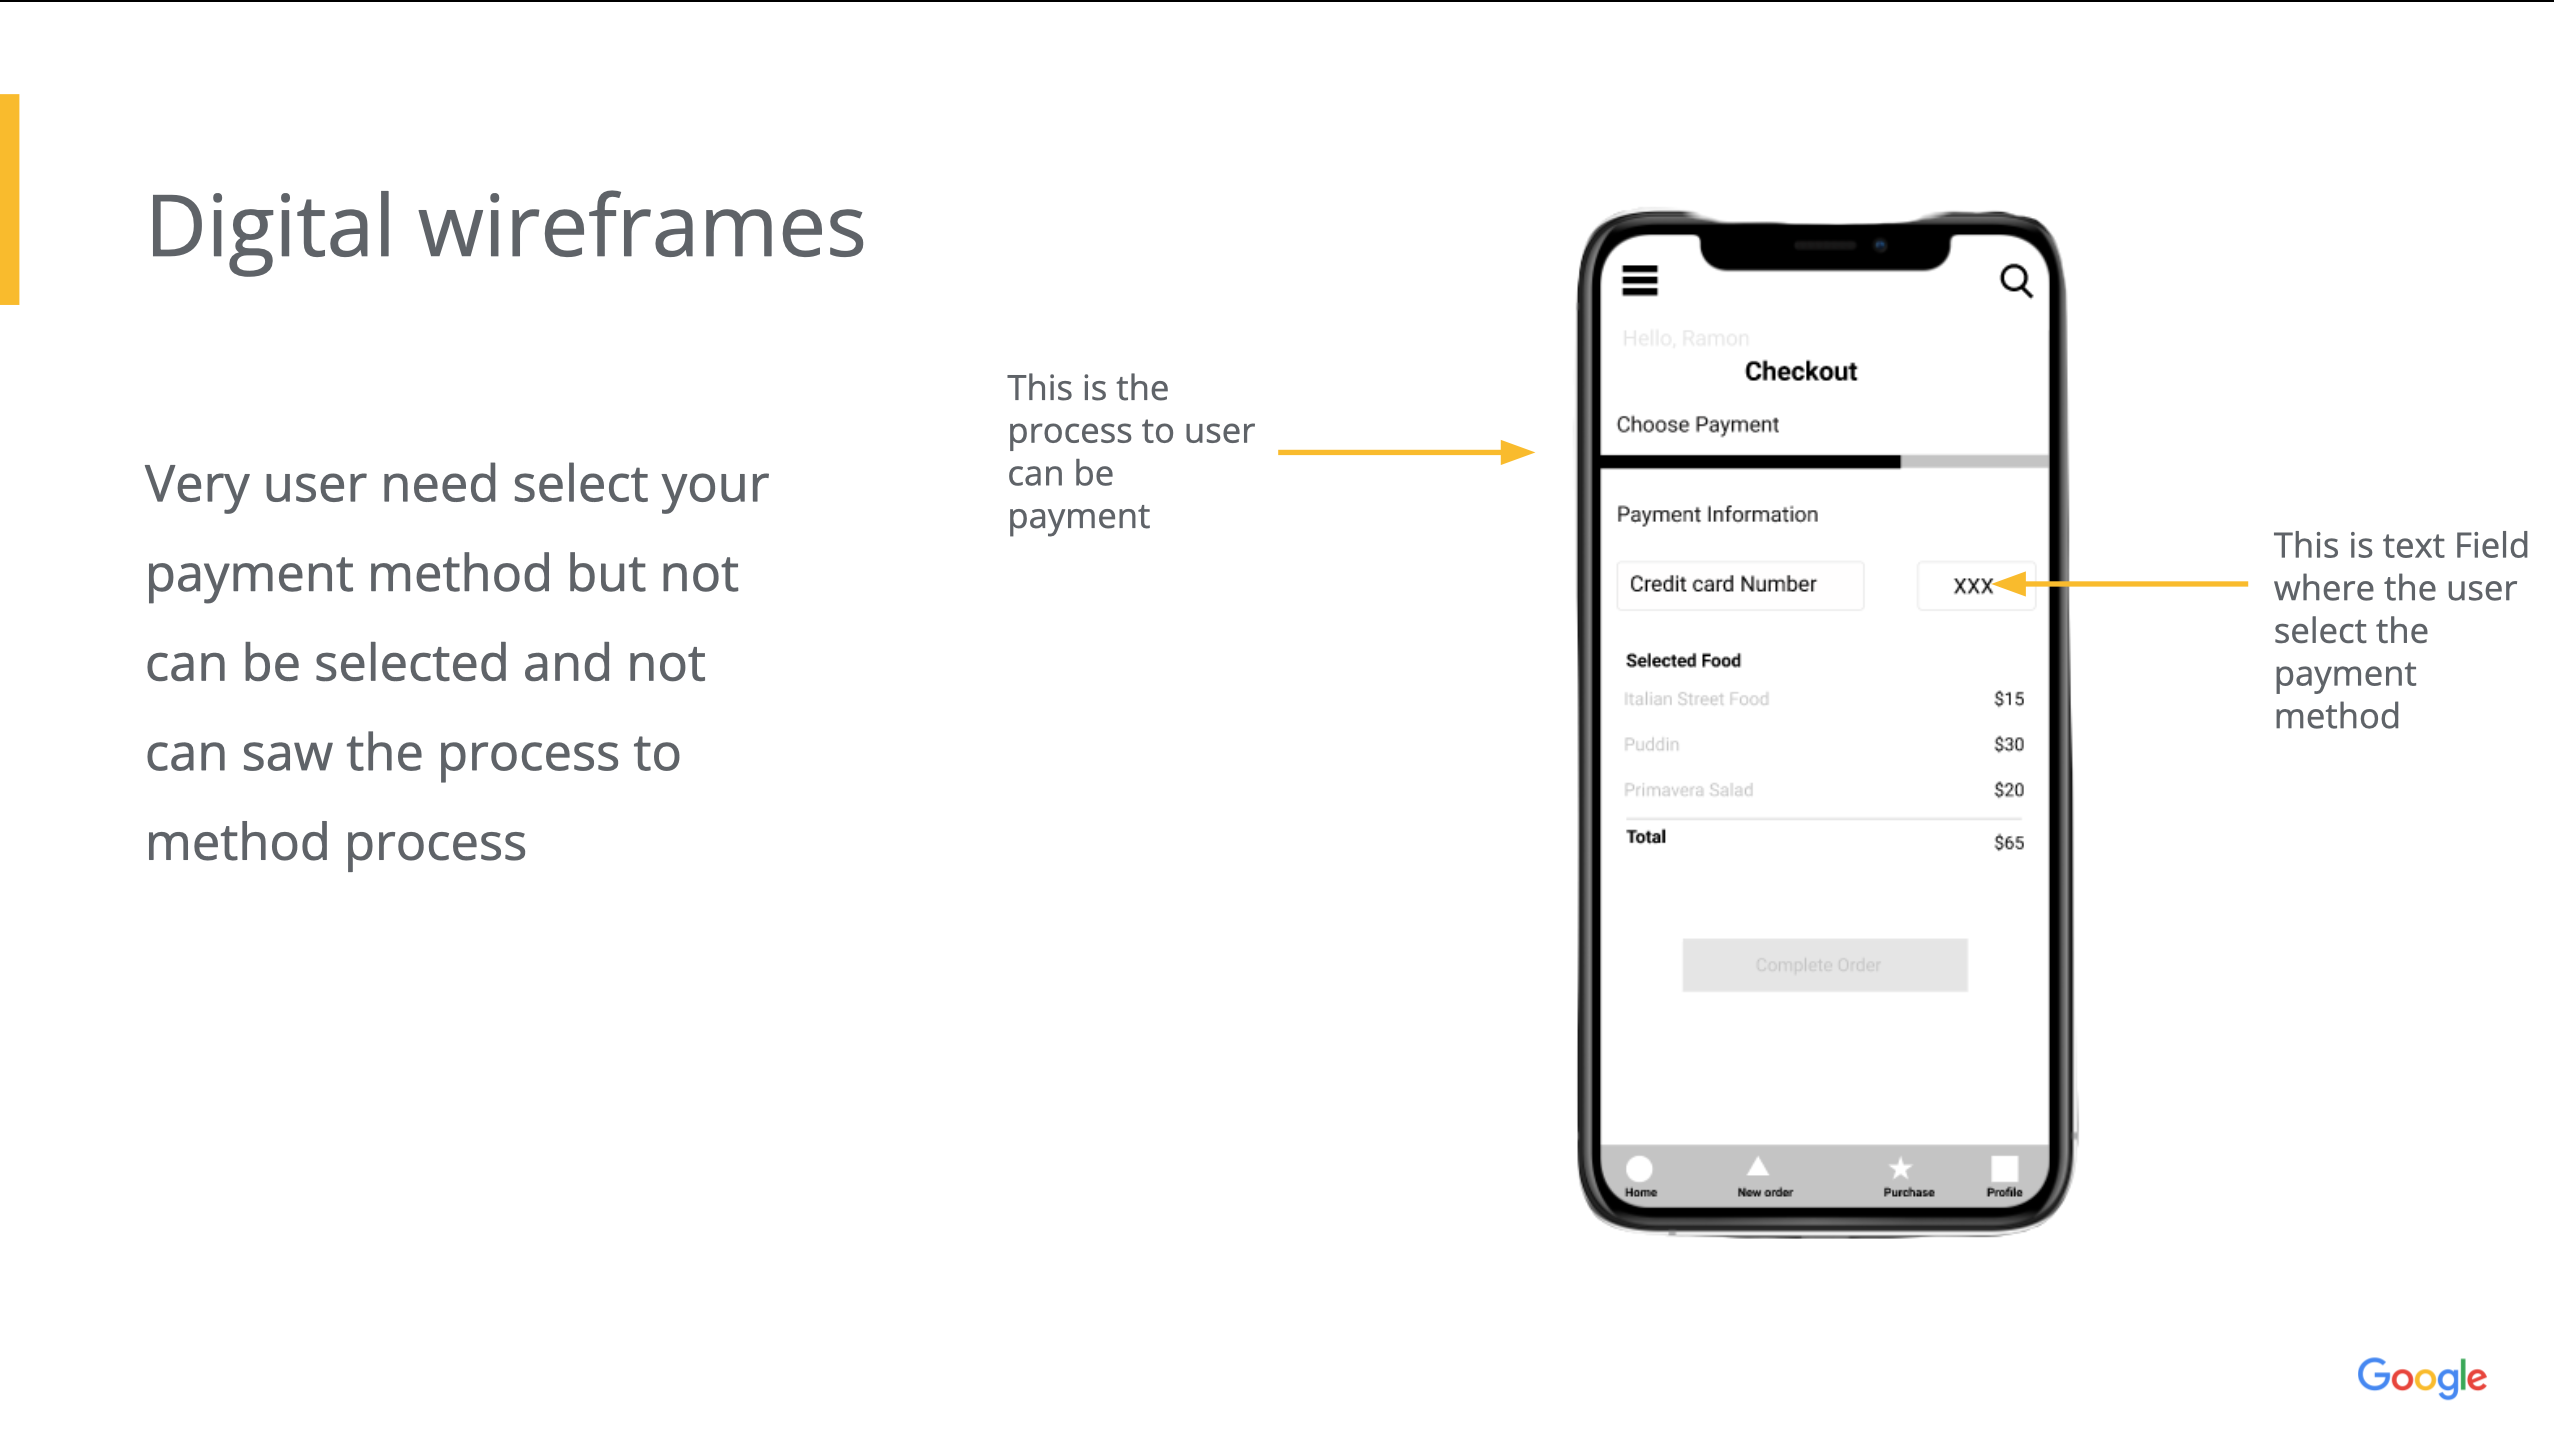 Digital wireframes
Very user need select your
payment method but not
can be selected and not
can saw the process to
method process
This is the
process to user
can be
payment
Hello, Ramon
Checkout
Choose Payment
Payment Information
Credit card Number XXX
Selected Food
Italian Street Food $15
Puddin $30
Primavera Salad $20
Total $65
Complete Order
Home New order Purchase Profile
This is text Field
where the user
select the
payment
method
Google